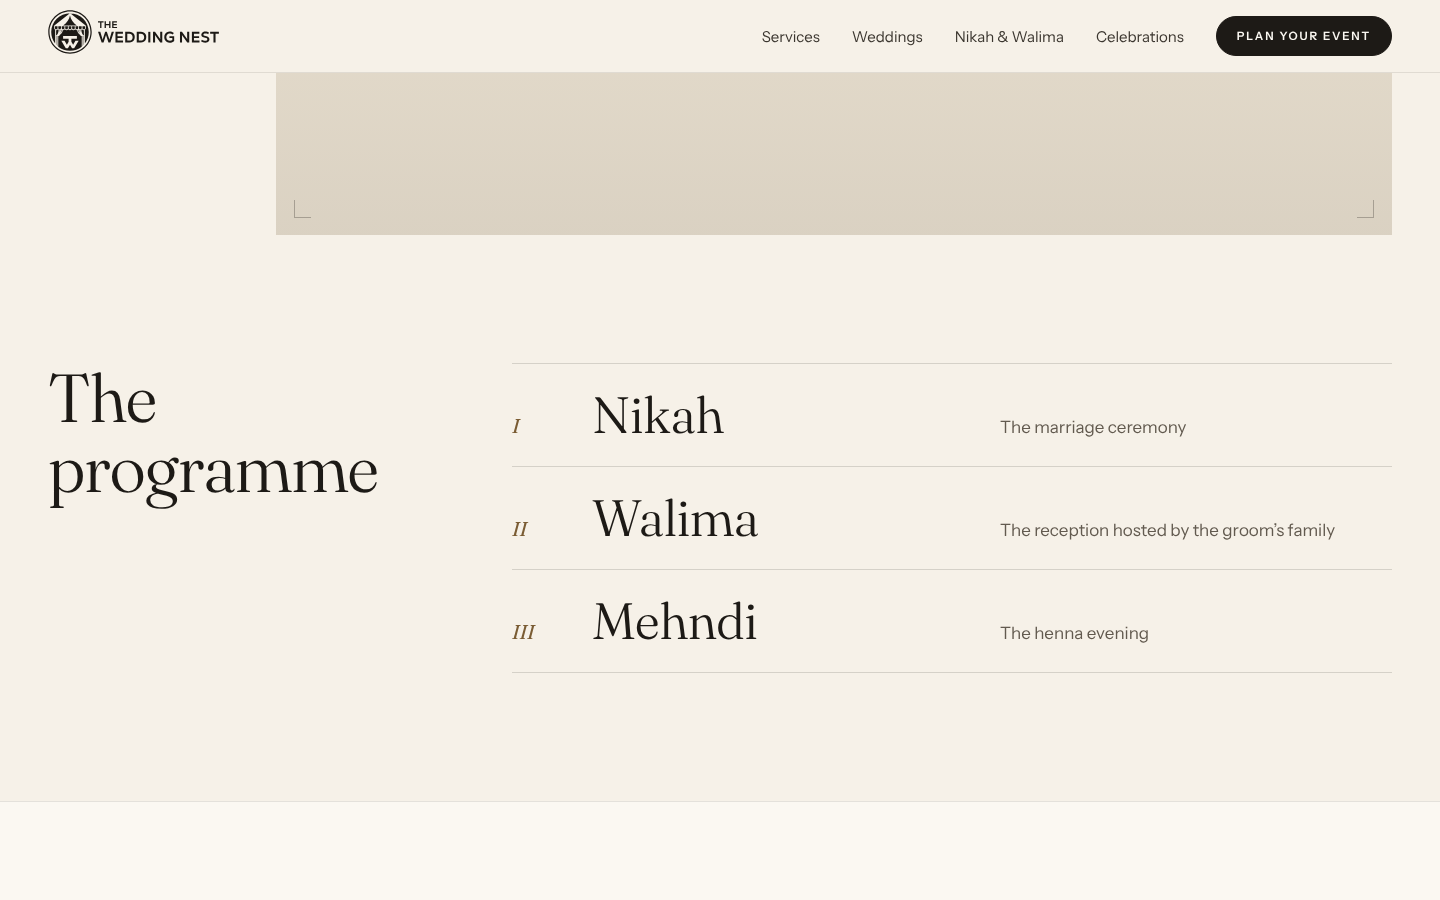 THE
WEDDING NEST
Services
Weddings
Nikah & Walima
Celebrations
PLAN YOUR EVENT
The
programme
I
Nikah
The marriage ceremony
II
Walima
The reception hosted by the groom’s family
III
Mehndi
The henna evening